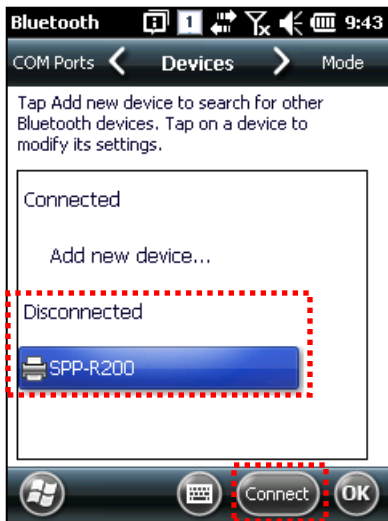 Bluetooth 1 9:43
COM Ports Devices Mode
Tap Add new device to search for other
Bluetooth devices. Tap on a device to
modify its settings.
Connected
Add new device...
Disconnected
SPP-R200
Connect OK